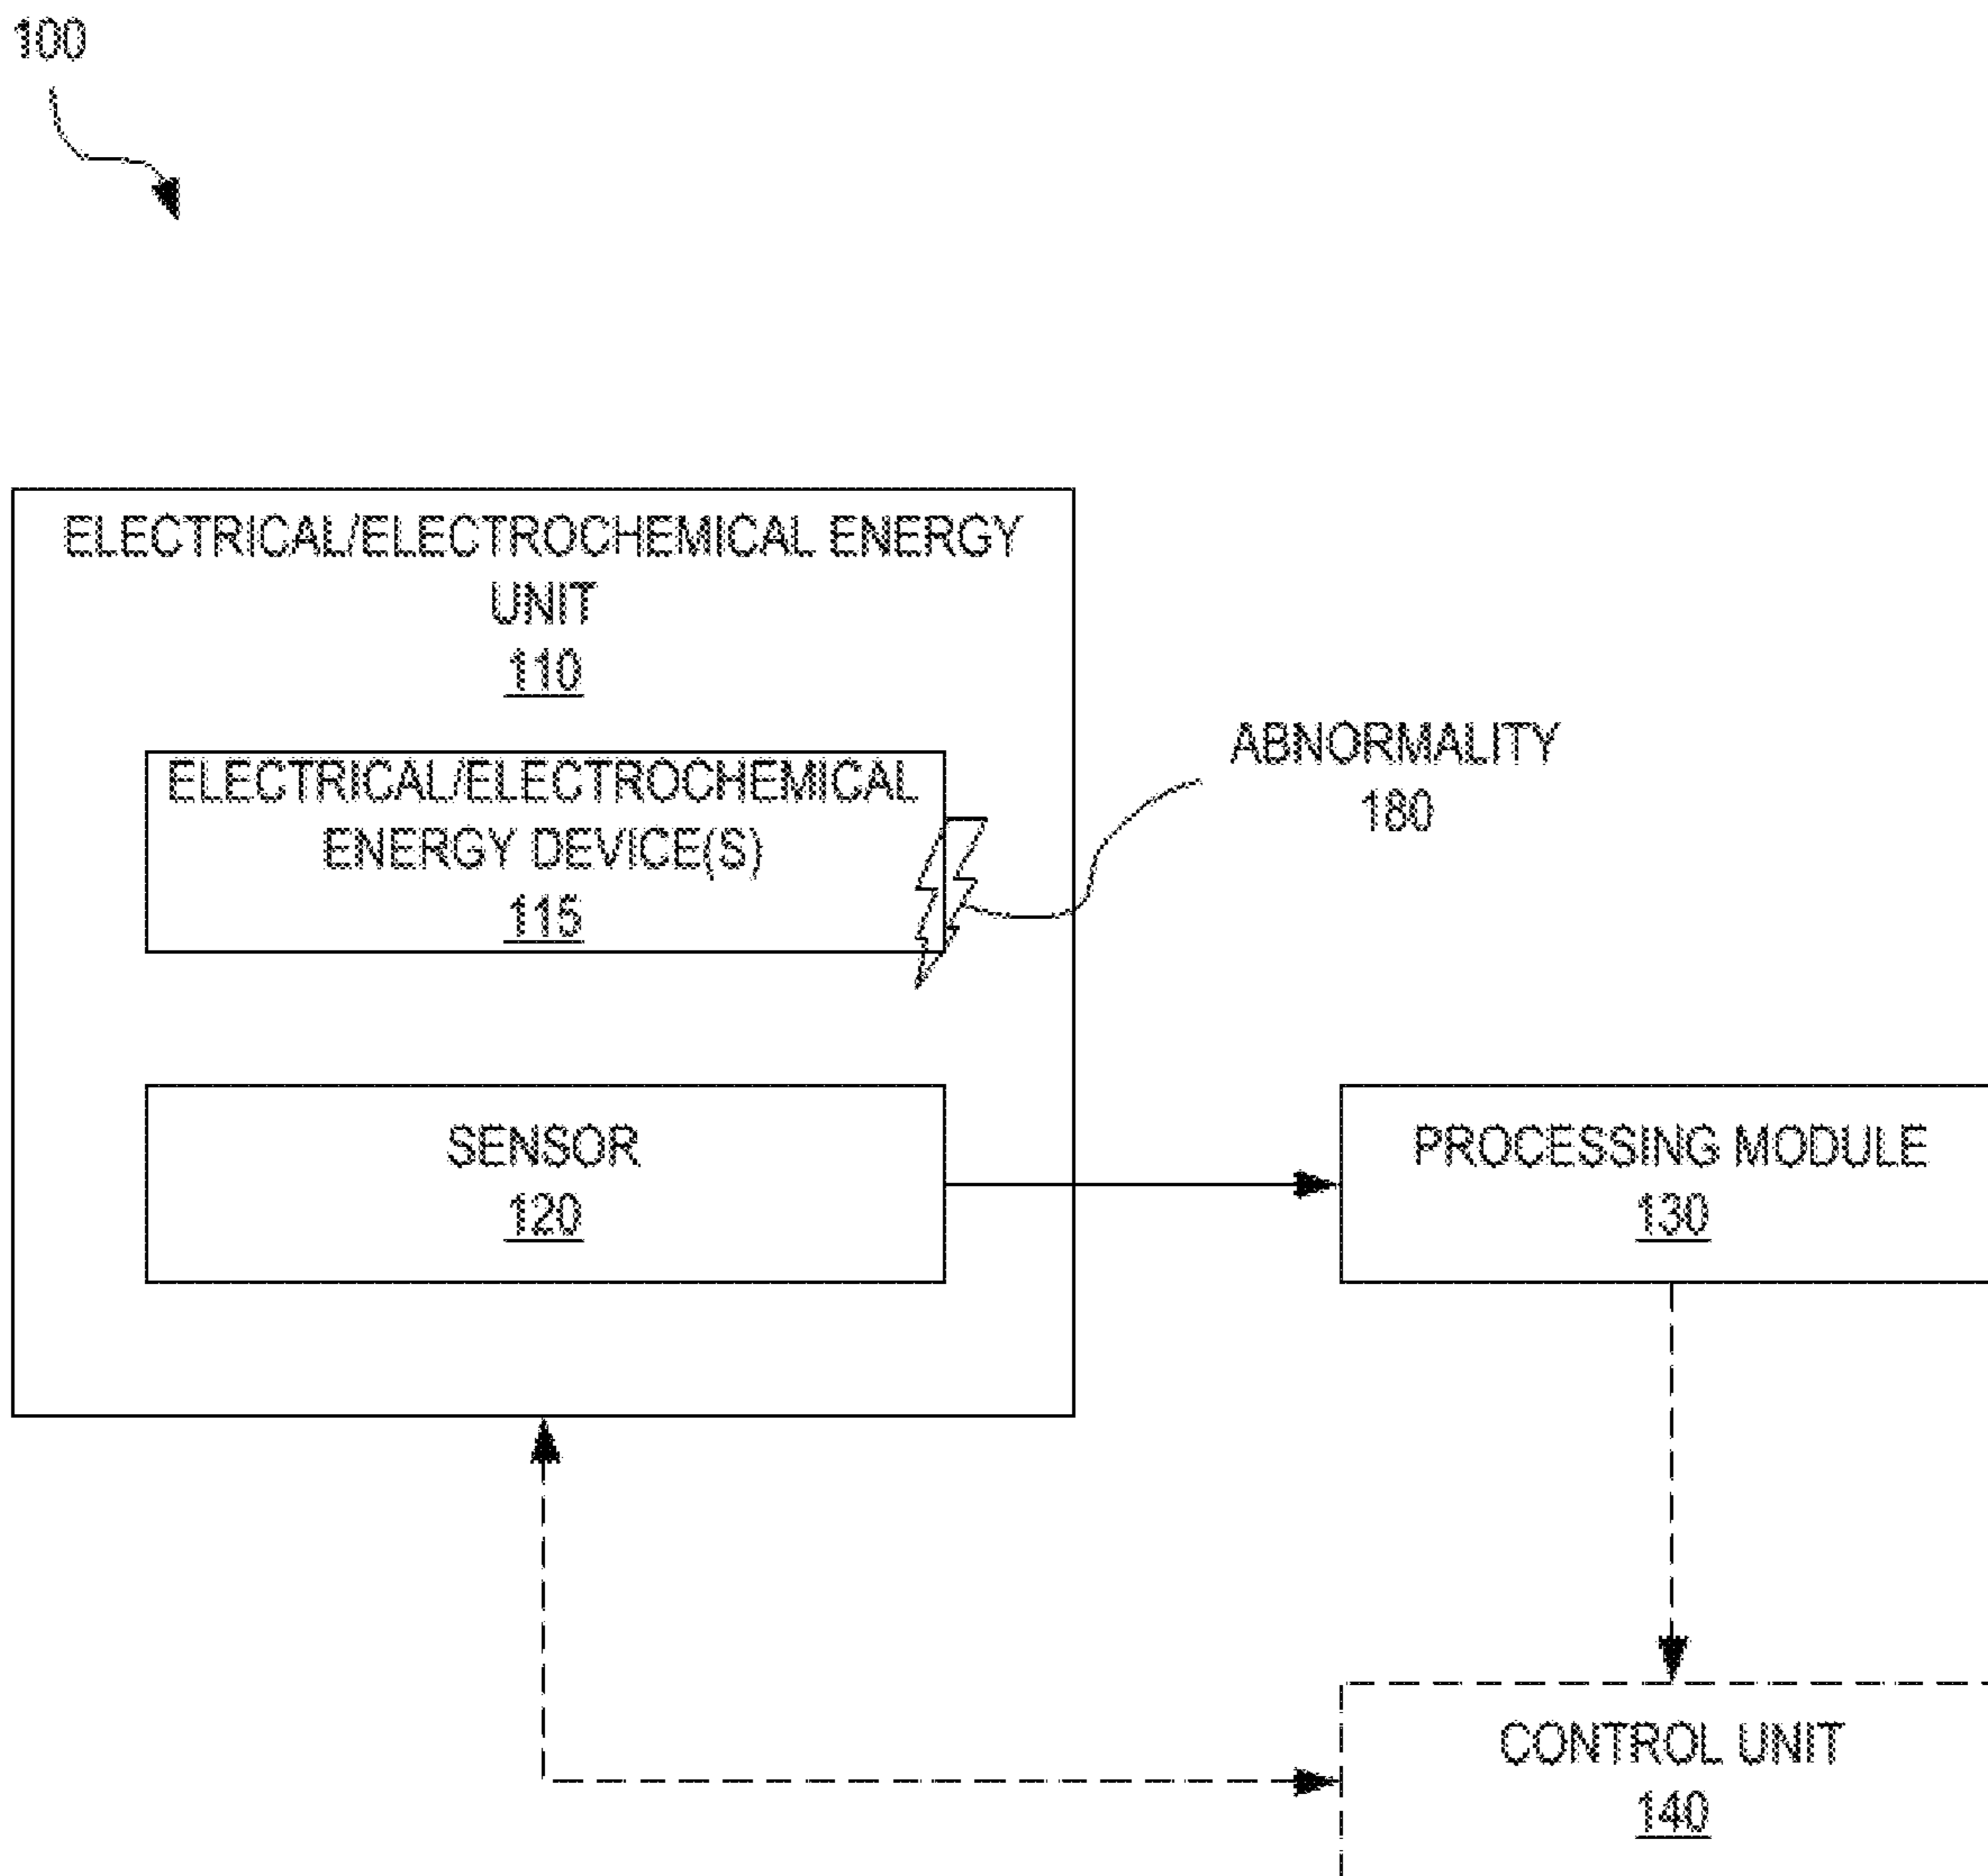 100
ELECTRICAL/ELECTROCHEMICAL ENERGY
UNIT
110
ELECTRICAL/ELECTROCHEMICAL
ENERGY DEVICE(S)
115
ABNORMALITY
180
SENSOR
120
PROCESSING MODULE
130
CONTROL UNIT
140